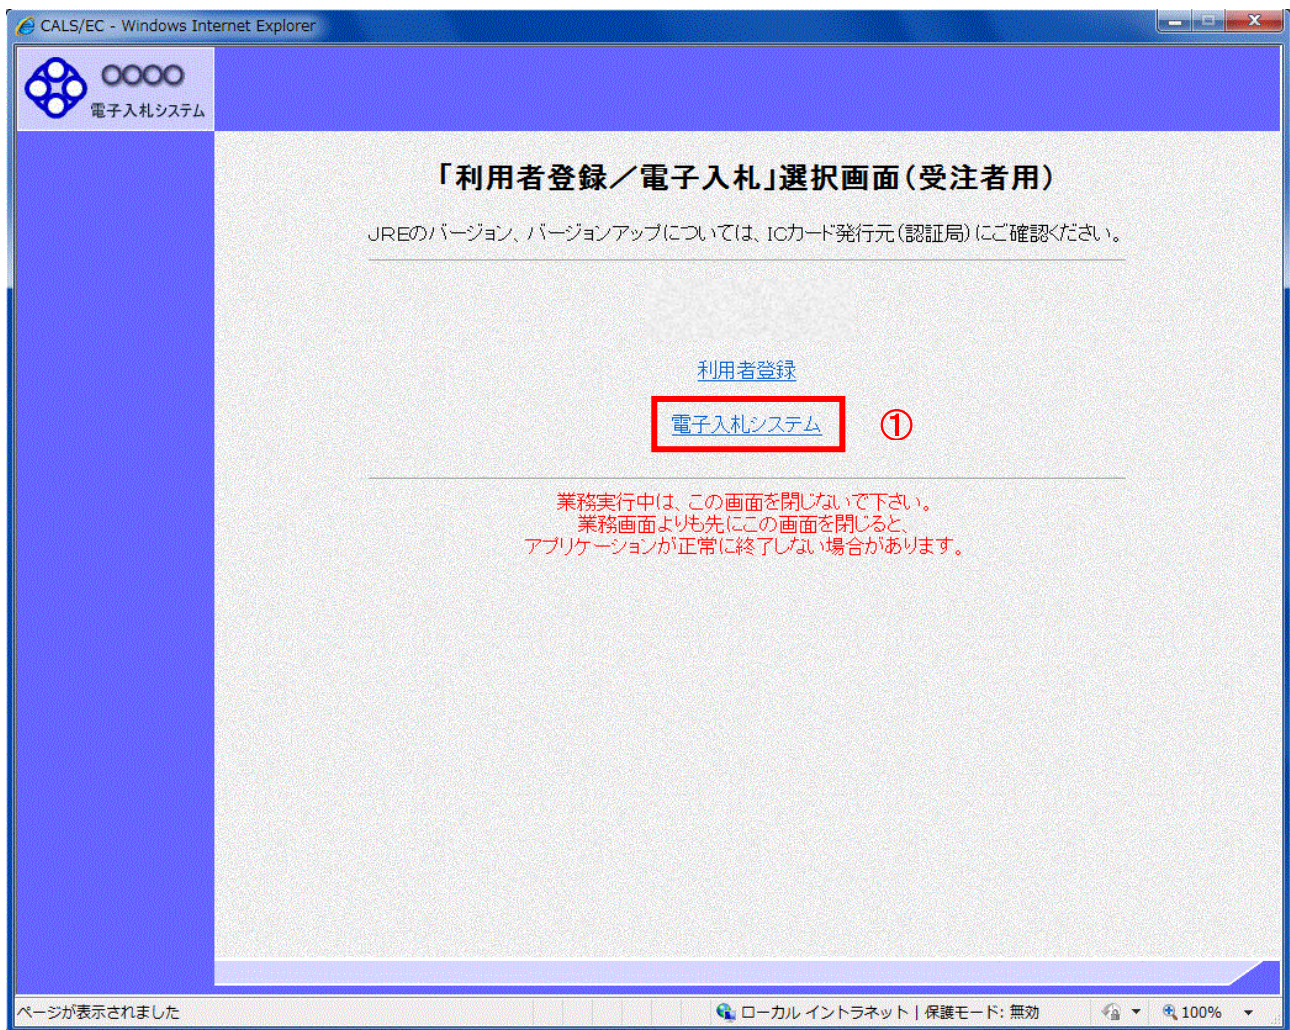 CALS/EC - Windows Internet Explorer
〇〇〇〇
電子入札システム
「利用者登録／電子入札」選択画面(受注者用)
JREのバージョン、バージョンアップについては、ICカード発行元(認証局)にご確認ください。
利用者登録
電子入札システム ①
業務実行中は、この画面を閉じないで下さい。
業務画面よりも先にこの画面を閉じると、
アプリケーションが正常に終了しない場合があります。
ページが表示されました ローカル イントラネット | 保護モード: 無効 100%